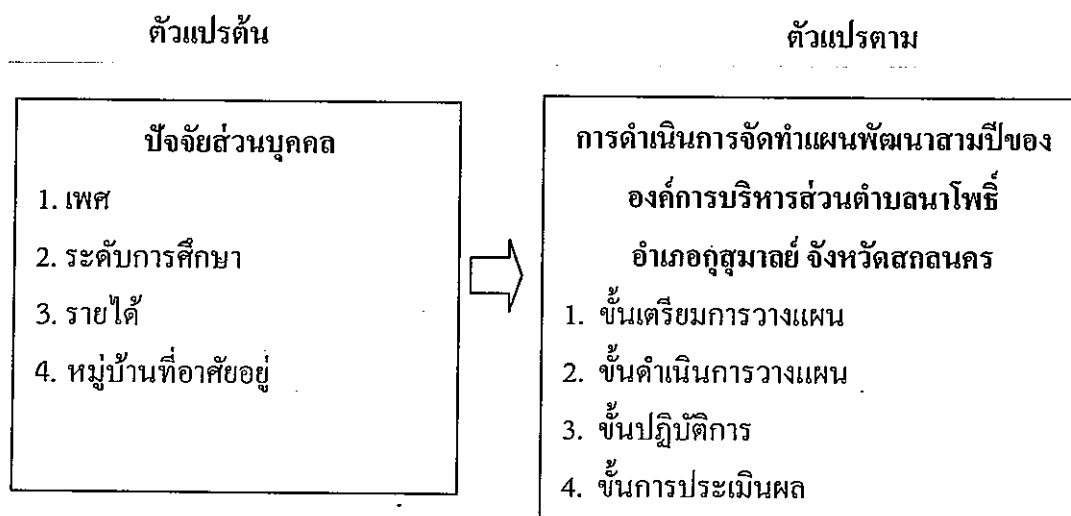 ตัวแปรต้น
ตัวแปรตาม
ปัจจัยส่วนบุคคล
1. เพศ
2. ระดับการศึกษา
3. รายได้
4. หมู่บ้านที่อาศัยอยู่
การดำเนินการจัดทำแผนพัฒนาสามปีของ
องค์การบริหารส่วนตำบลนาโพธิ์
อำเภอกุสุมาลย์ จังหวัดสกลนคร
1. ขั้นเตรียมการวางแผน
2. ขั้นดำเนินการวางแผน
3. ขั้นปฏิบัติการ
4. ขั้นการประเมินผล